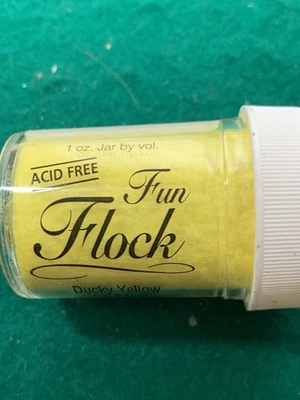 1 oz. Jar by vol.
ACID FREE
Fun
Flock
Ducky Yellow